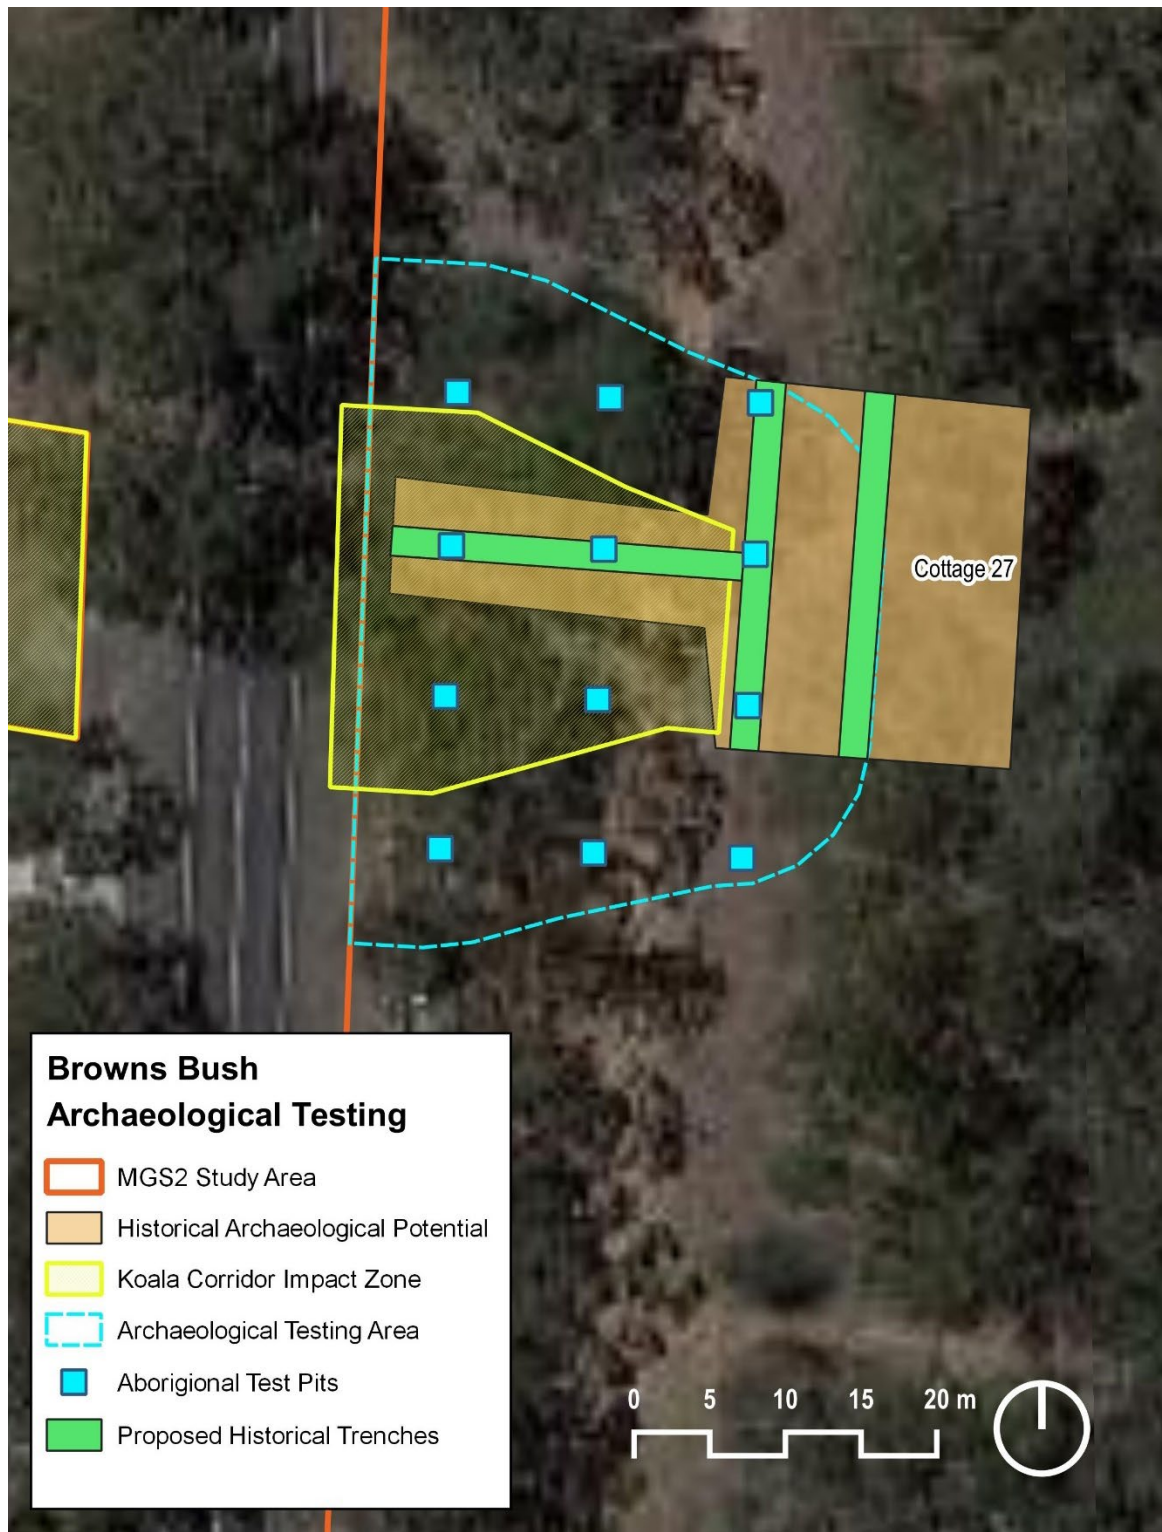 Cottage 27
Browns Bush
Archaeological Testing
MGS2 Study Area
Historical Archaeological Potential
Koala Corridor Impact Zone
Archaeological Testing Area
Aborigional Test Pits
Proposed Historical Trenches
0 5 10 15 20 m